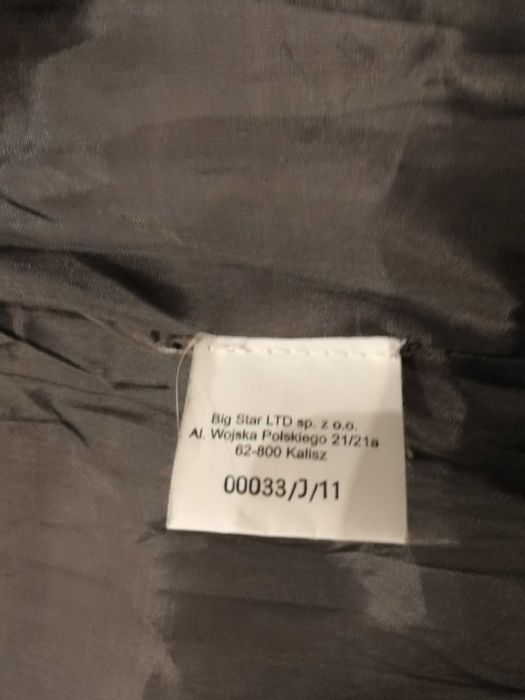 Big Star LTD sp. z o.o.
Al. Wojska Polskiego 21/21a
62-800 Kalisz
00033/J/11